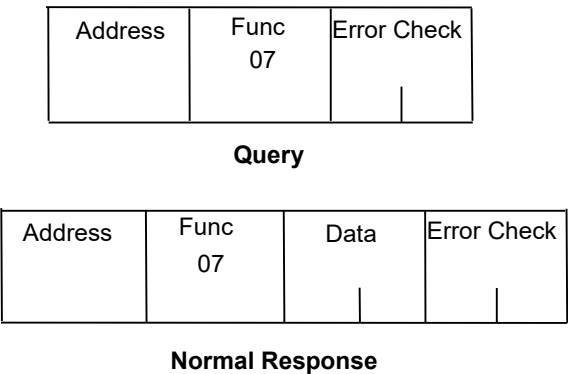 Address Func Error Check
07
Query
Address Func Data Error Check
07
Normal Response